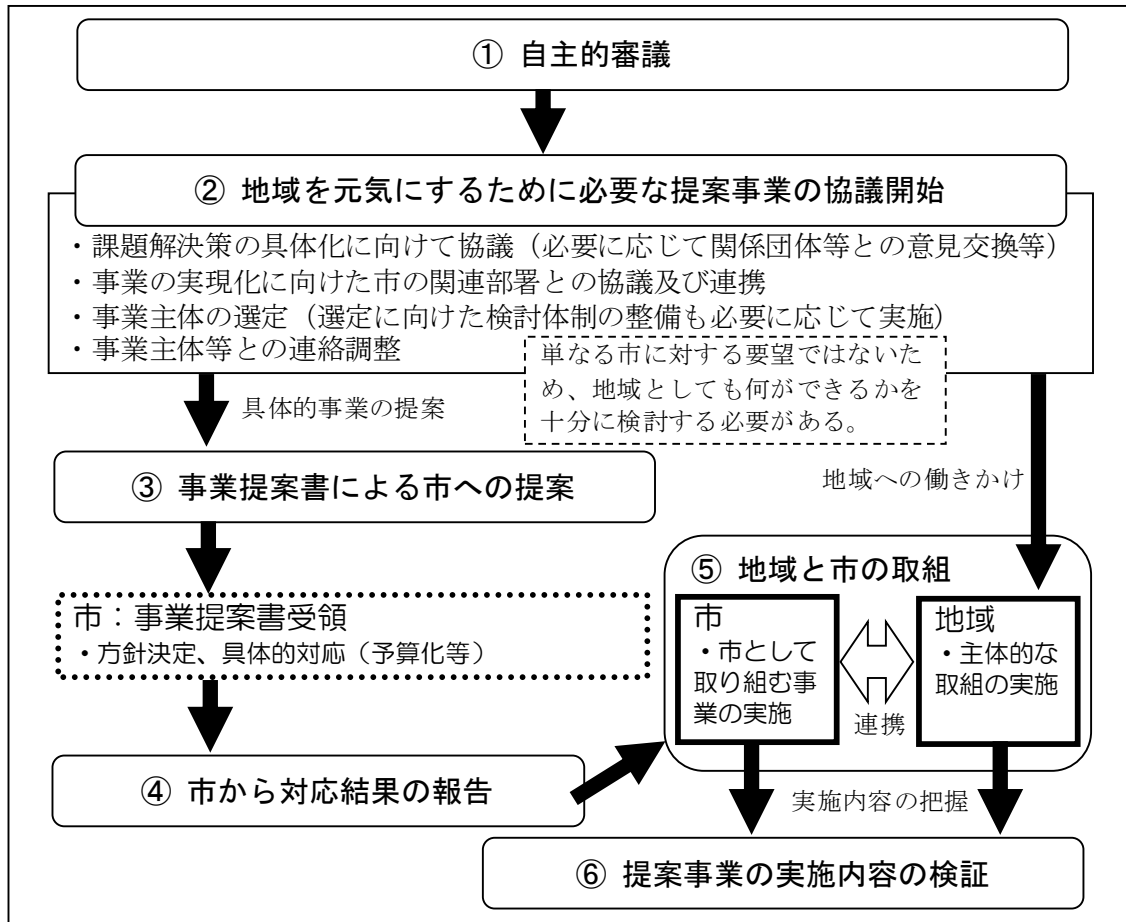 ① 自主的審議
② 地域を元気にするために必要な提案事業の協議開始
・課題解決策の具体化に向けて協議（必要に応じて関係団体等との意見交換等）
・事業の実現化に向けた市の関連部署との協議及び連携
・事業主体の選定（選定に向けた検討体制の整備も必要に応じて実施）
・事業主体等との連絡調整
単なる市に対する要望ではないた
め、地域としても何ができるかを
十分に検討する必要がある。
具体的事業の提案
③ 事業提案書による市への提案
地域への働きかけ
市：事業提案書受領
・方針決定、具体的対応（予算化等）
④ 市から対応結果の報告
⑤ 地域と市の取組
市
・市として
取り組む事
業の実施
連携
地域
・主体的な
取組の実施
実施内容の把握
⑥ 提案事業の実施内容の検証